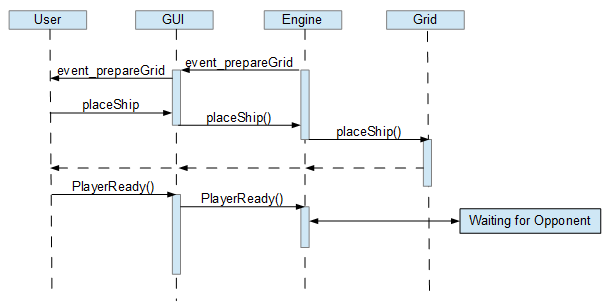 User
GUI
Engine
Grid
event_prepareGrid
event_prepareGrid
placeShip
placeShip()
placeShip()
PlayerReady()
PlayerReady()
Waiting for Opponent